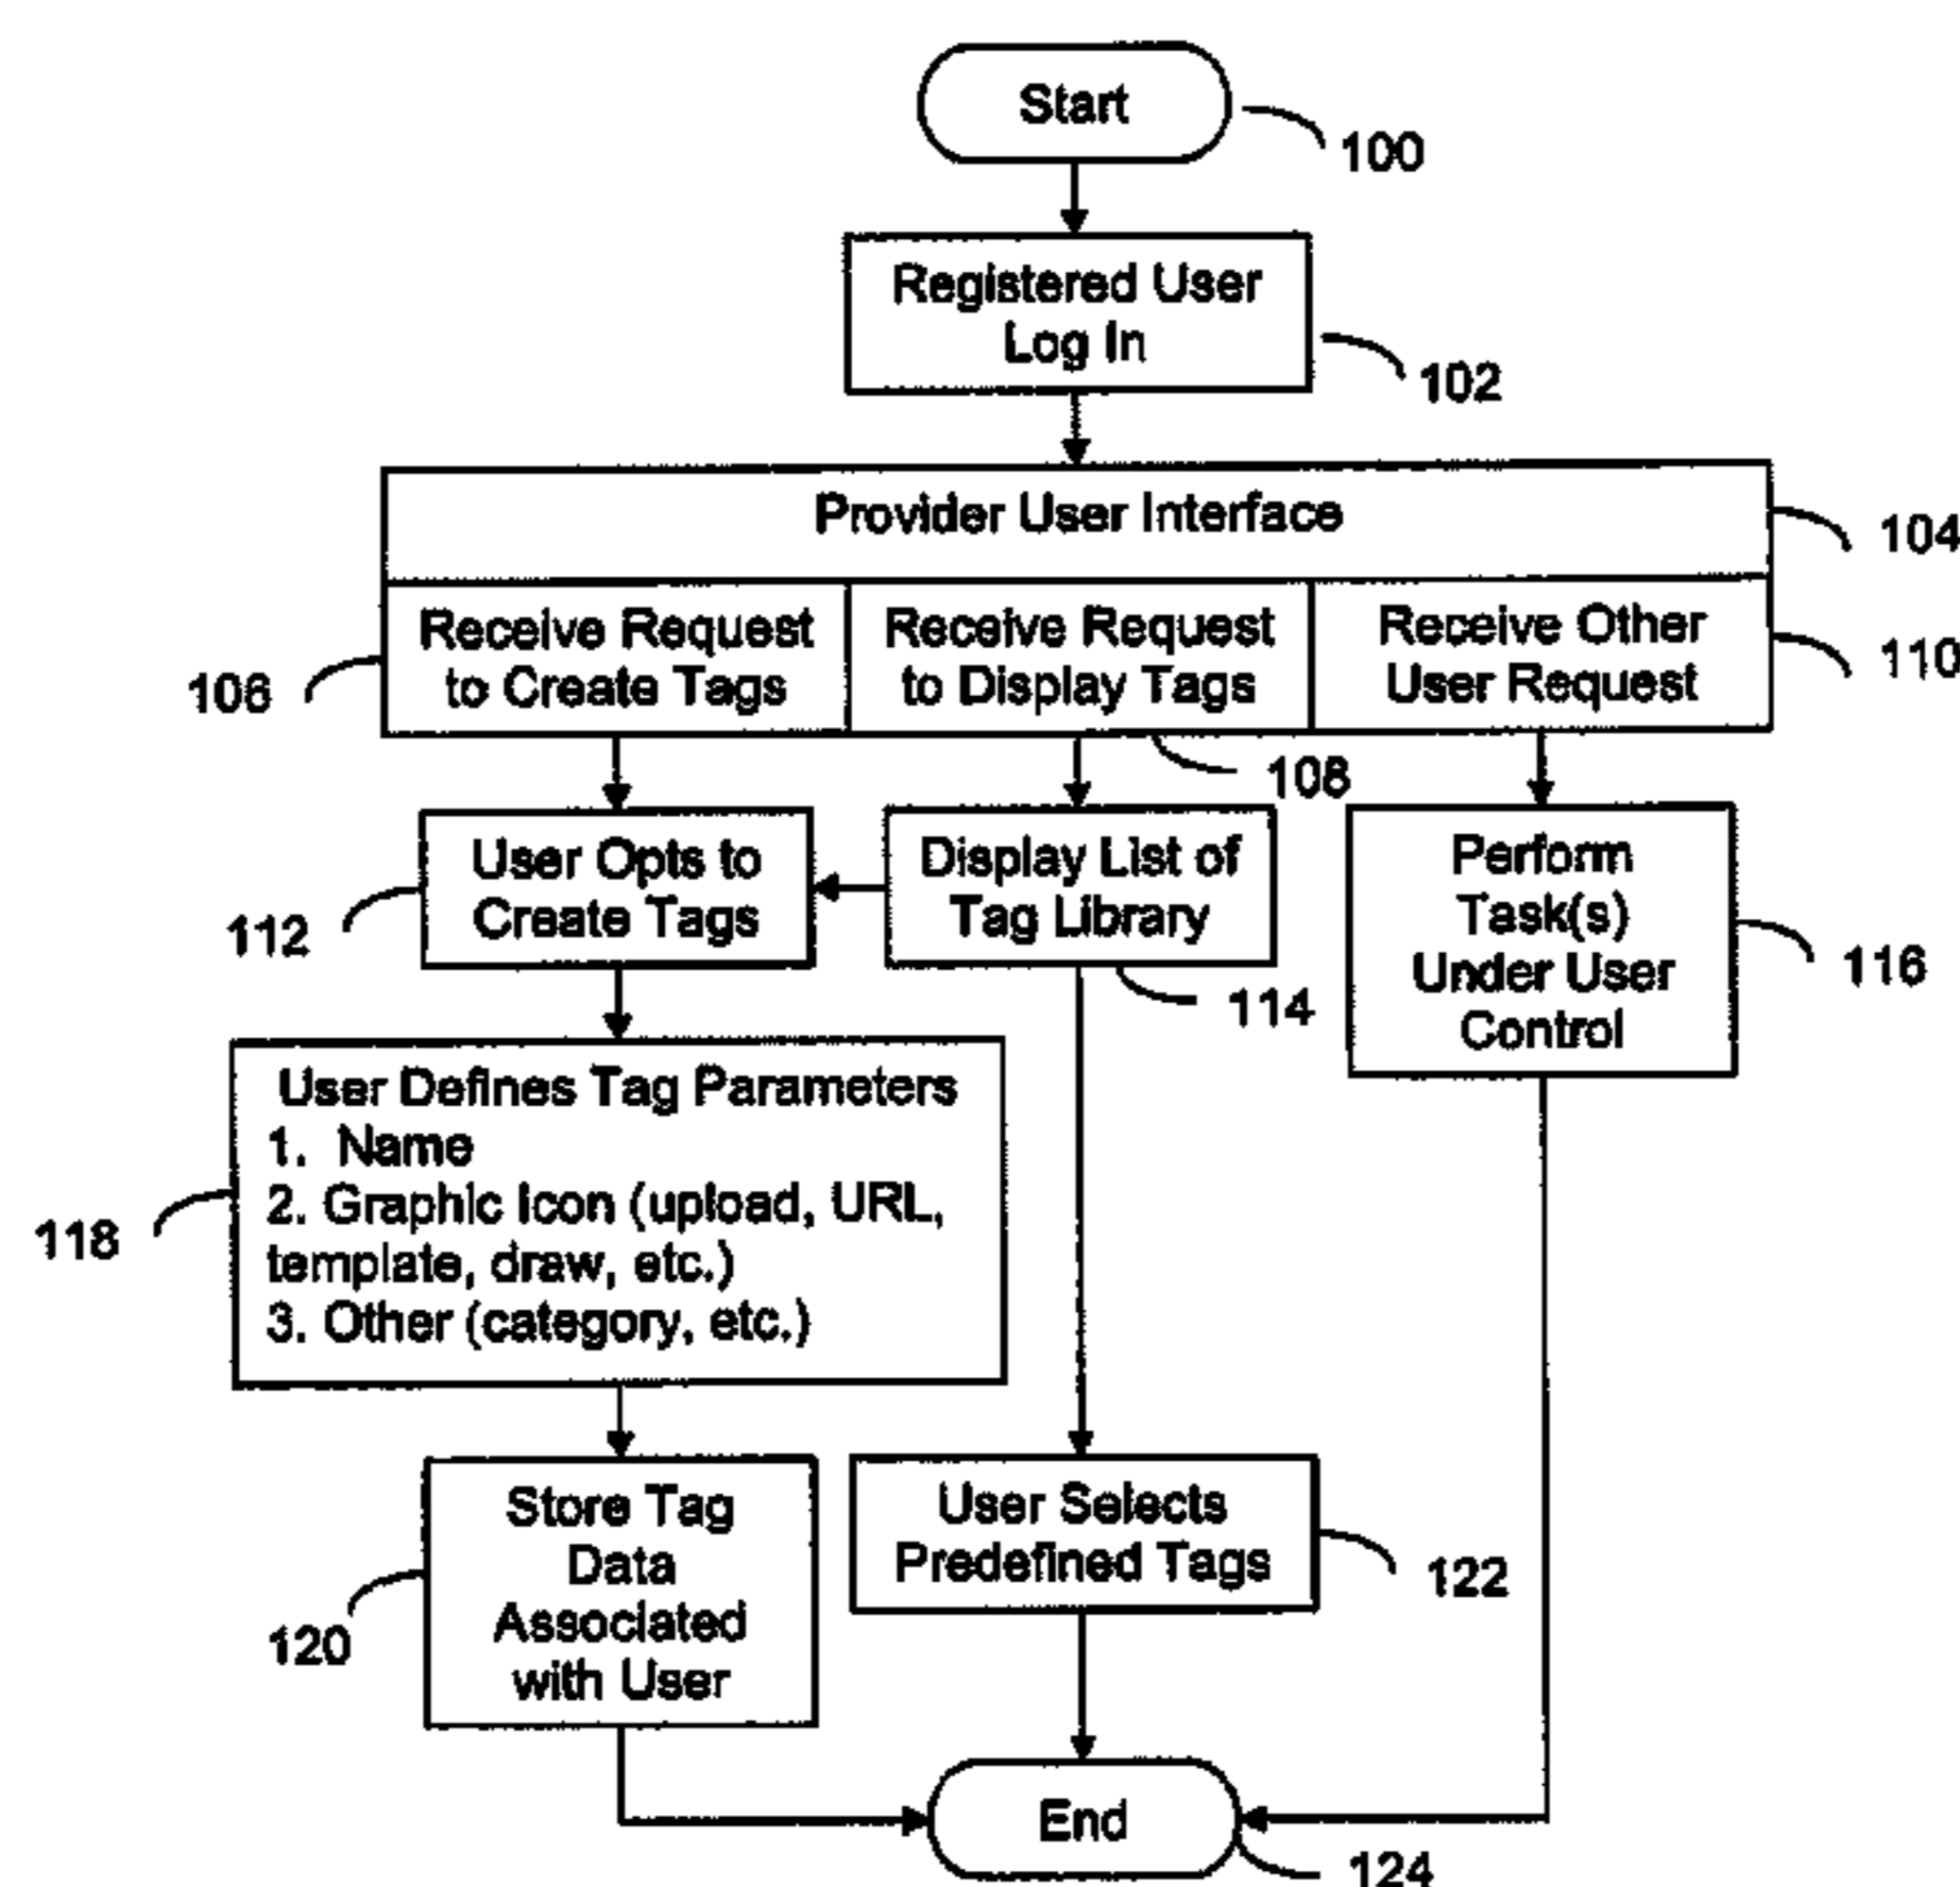 Start
100
Registered User
Log In
102
Provider User Interface
104
Receive Request
to Create Tags
106
Receive Request
to Display Tags
108
Receive Other
User Request
110
User Opts to
Create Tags
112
Display List of
Tag Library
114
Perform
Task(s)
Under User
Control
116
User Defines Tag Parameters
1. Name
2. Graphic Icon (upload, URL,
template, draw, etc.)
3. Other (category, etc.)
118
Store Tag
Data
Associated
with User
120
User Selects
Predefined Tags
122
End
124